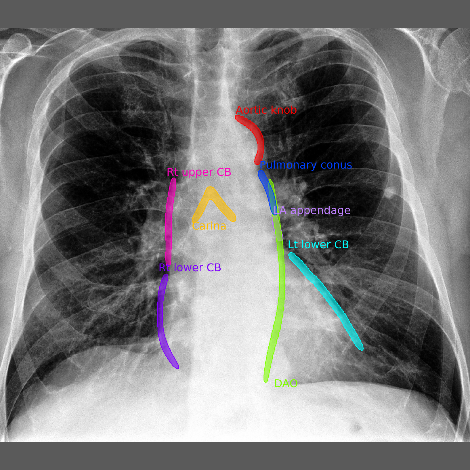 Aortic knob
Pulmonary conus
Rt upper CB
LA appendage
Carina
Lt lower CB
Rt lower CB
DAO